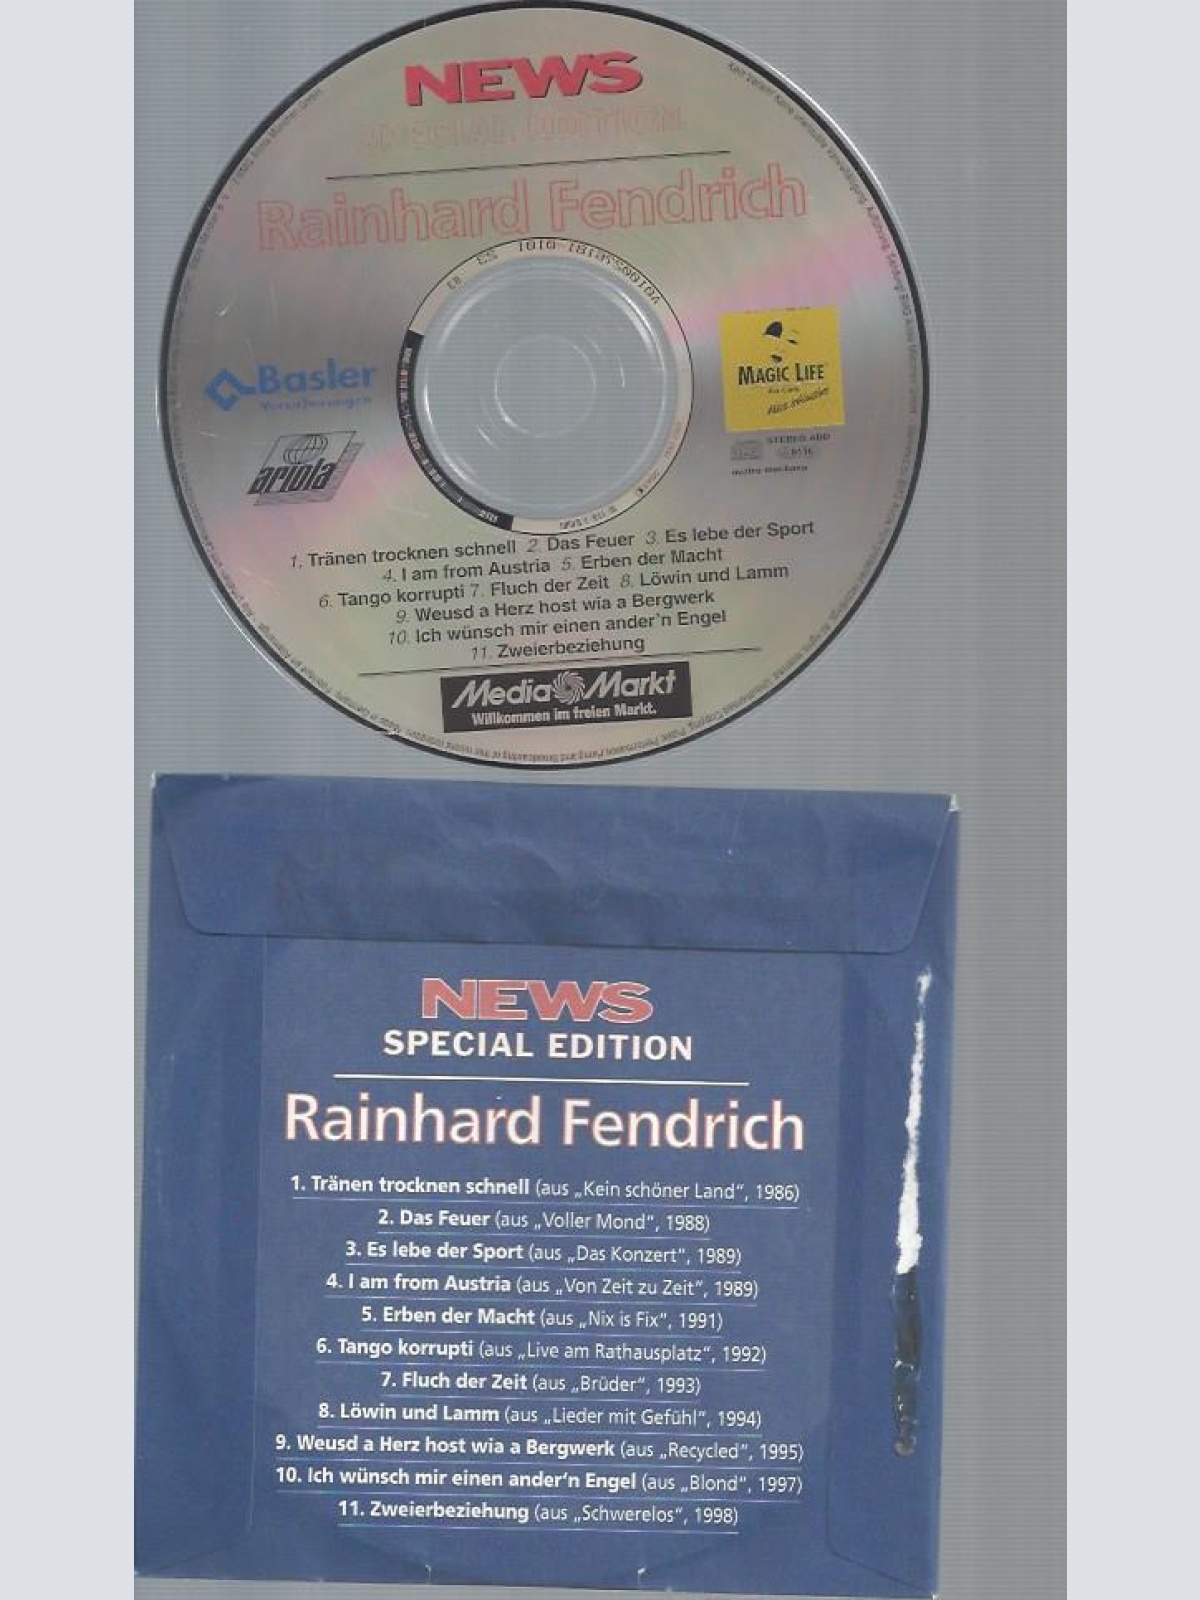 NEWS
SPECIAL EDITION
Rainhard Fendrich
Basler
Versicherungen
ariola
MAGIC LIFE
STEREO ADD
1. Tränen trocknen schnell 2. Das Feuer 3. Es lebe der Sport
4. I am from Austria 5. Erben der Macht
6. Tango korrupti 7. Fluch der Zeit 8. Löwin und Lamm
9. Weusd a Herz host wia a Bergwerk
10. Ich wünsch mir einen ander'n Engel
11. Zweierbeziehung
Media Markt
Willkommen im freien Markt.
NEWS
SPECIAL EDITION
Rainhard Fendrich
1. Tränen trocknen schnell (aus „Kein schöner Land“, 1986)
2. Das Feuer (aus „Voller Mond“, 1988)
3. Es lebe der Sport (aus „Das Konzert“, 1989)
4. I am from Austria (aus „Von Zeit zu Zeit“, 1989)
5. Erben der Macht (aus „Nix is Fix“, 1991)
6. Tango korrupti (aus „Live am Rathausplatz“, 1992)
7. Fluch der Zeit (aus „Brüder“, 1993)
8. Löwin und Lamm (aus „Lieder mit Gefühl“, 1994)
9. Weusd a Herz host wia a Bergwerk (aus „Recycled“, 1995)
10. Ich wünsch mir einen ander'n Engel (aus „Blond“, 1997)
11. Zweierbeziehung (aus „Schwerelos“, 1998)